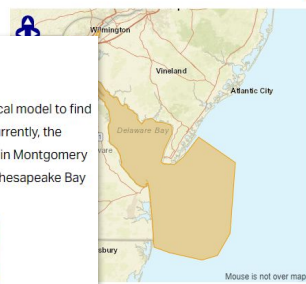 Wilmington
Vineland
cal model to find
Atlantic City
rrently, the
Delaware Bay
in Montgomery
hesapeake Bay
sbury
Mouse is not over map